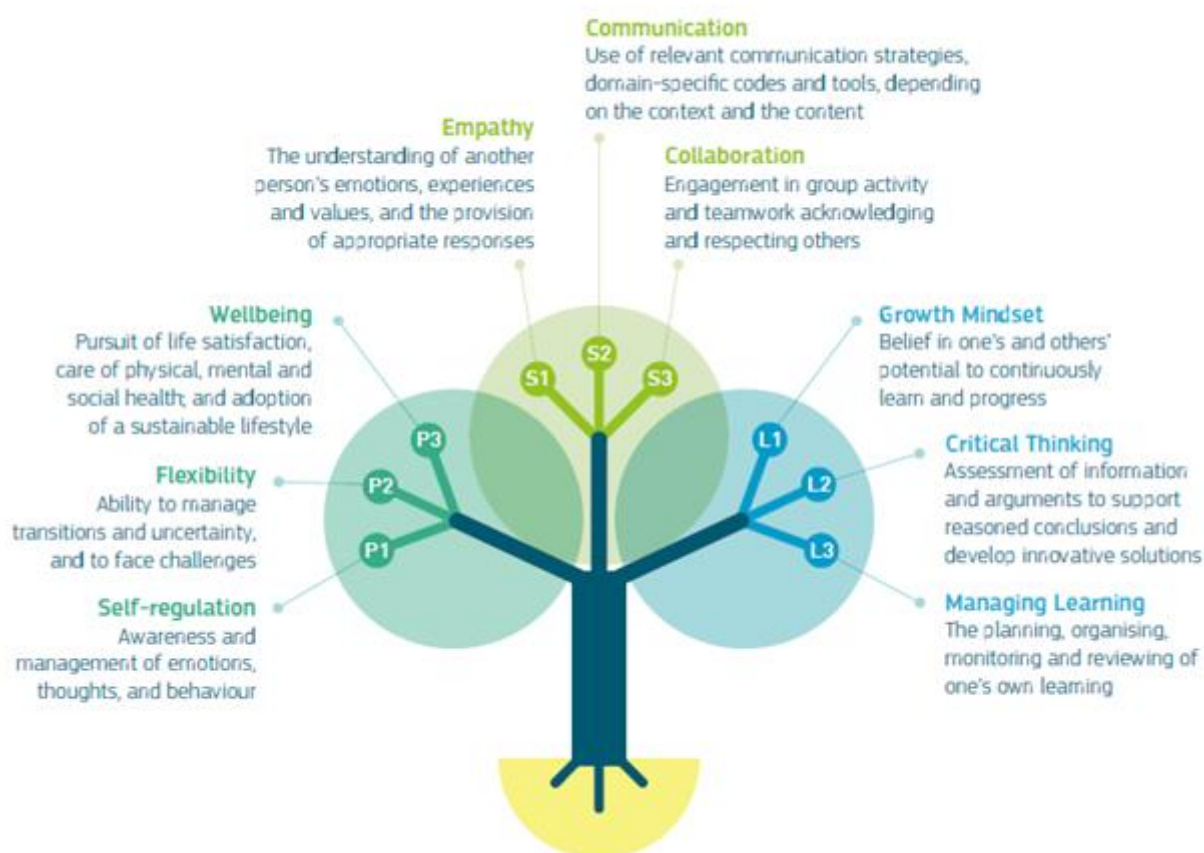 Communication
Use of relevant communication strategies,
domain-specific codes and tools, depending
on the context and the content
Empathy
The understanding of another
person's emotions, experiences
and values, and the provision
of appropriate responses
Collaboration
Engagement in group activity
and teamwork acknowledging
and respecting others
Wellbeing
Pursuit of life satisfaction,
care of physical, mental and
social health; and adoption
of a sustainable lifestyle
Flexibility
Ability to manage
transitions and uncertainty,
and to face challenges
Self-regulation
Awareness and
management of emotions,
thoughts, and behaviour
P3
P2
P1
S1
S2
S3
L1
L2
L3
Growth Mindset
Belief in one's and others'
potential to continuously
learn and progress
Critical Thinking
Assessment of information
and arguments to support
reasoned conclusions and
develop innovative solutions
Managing Learning
The planning, organising,
monitoring and reviewing of
one's own learning